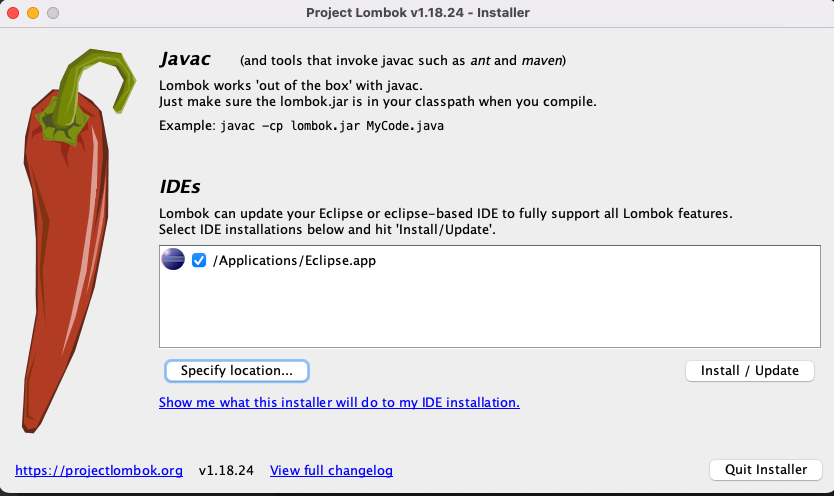 Project Lombok v1.18.24 - Installer
Javac (and tools that invoke javac such as ant and maven)
Lombok works 'out of the box' with javac.
Just make sure the lombok.jar is in your classpath when you compile.
Example: javac -cp lombok.jar MyCode.java
IDEs
Lombok can update your Eclipse or eclipse-based IDE to fully support all Lombok features.
Select IDE installations below and hit 'Install/Update'.
/Applications/Eclipse.app
Specify location... Install / Update
Show me what this installer will do to my IDE installation.
https://projectlombok.org v1.18.24 View full changelog Quit Installer